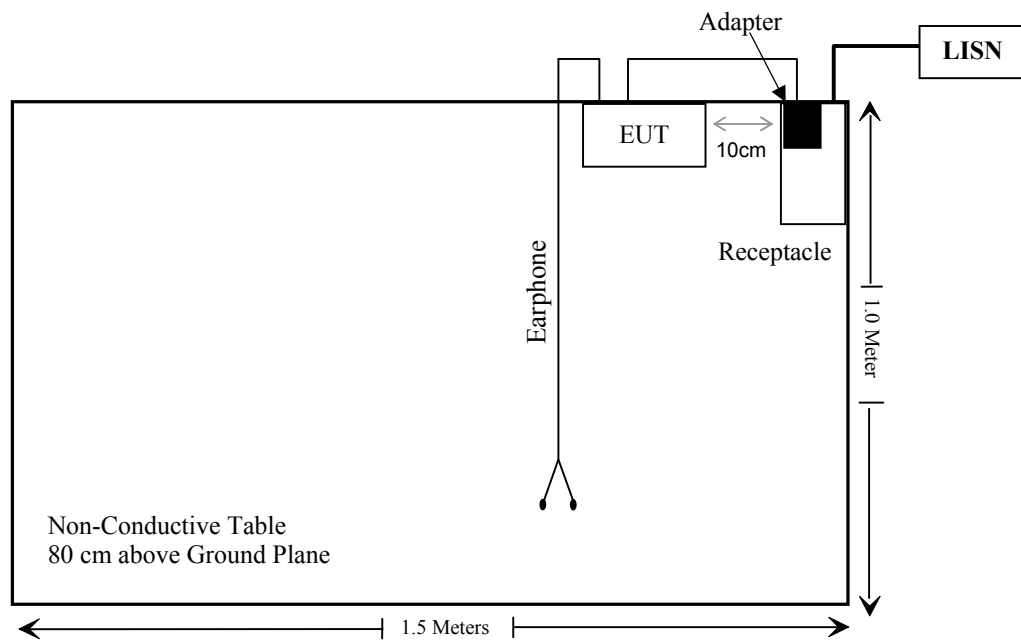 Adapter
LISN
EUT
10cm
Receptacle
Earphone
1.0 Meter
Non-Conductive Table
80 cm above Ground Plane
1.5 Meters